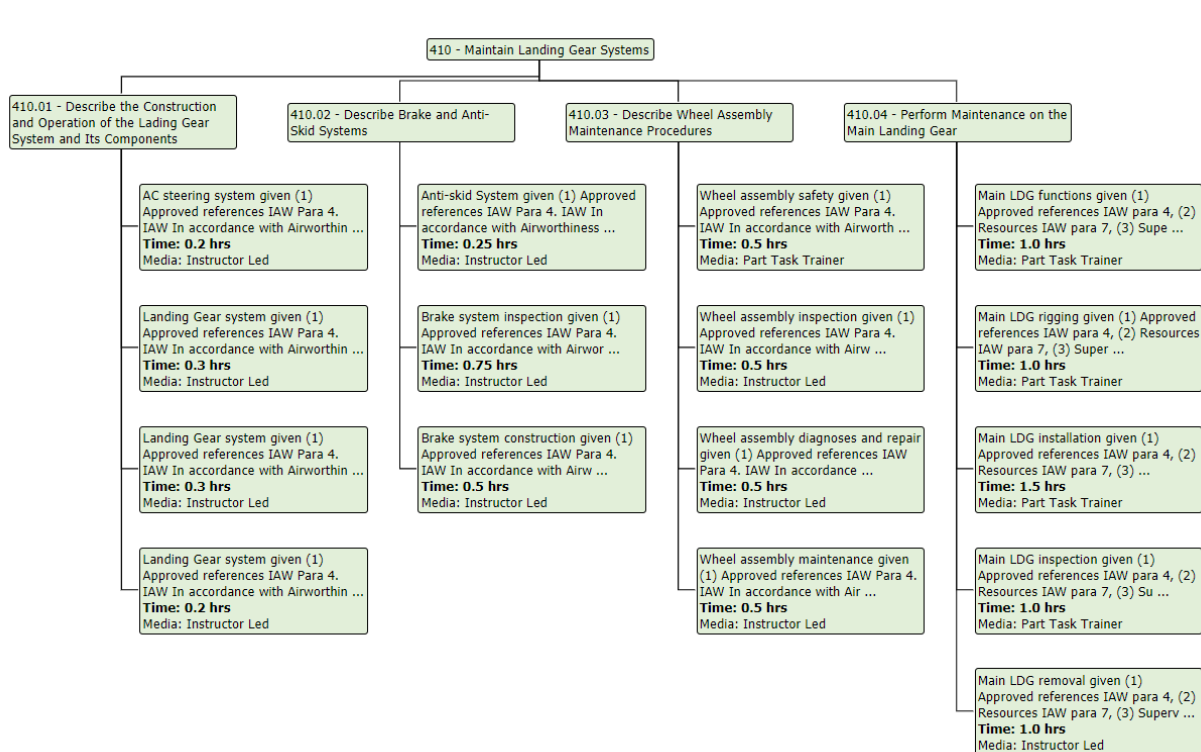 410 - Maintain Landing Gear Systems
410.01 - Describe the Construction
and Operation of the Lading Gear
System and Its Components
AC steering system given (1)
Approved references IAW Para 4.
IAW In accordance with Airworthin ...
Time: 0.2 hrs
Media: Instructor Led
Landing Gear system given (1)
Approved references IAW Para 4.
IAW In accordance with Airworthin ...
Time: 0.3 hrs
Media: Instructor Led
Landing Gear system given (1)
Approved references IAW Para 4.
IAW In accordance with Airworthin ...
Time: 0.3 hrs
Media: Instructor Led
Landing Gear system given (1)
Approved references IAW Para 4.
IAW In accordance with Airworthin ...
Time: 0.2 hrs
Media: Instructor Led
410.02 - Describe Brake and Anti-
Skid Systems
Anti-skid System given (1) Approved
references IAW Para 4. IAW In
accordance with Airworthiness ...
Time: 0.25 hrs
Media: Instructor Led
Brake system inspection given (1)
Approved references IAW Para 4.
IAW In accordance with Airwor ...
Time: 0.75 hrs
Media: Instructor Led
Brake system construction given (1)
Approved references IAW Para 4.
IAW In accordance with Airw ...
Time: 0.5 hrs
Media: Instructor Led
410.03 - Describe Wheel Assembly
Maintenance Procedures
Wheel assembly safety given (1)
Approved references IAW Para 4.
IAW In accordance with Airworth ...
Time: 0.5 hrs
Media: Part Task Trainer
Wheel assembly inspection given (1)
Approved references IAW Para 4.
IAW In accordance with Airw ...
Time: 0.5 hrs
Media: Instructor Led
Wheel assembly diagnoses and repair
given (1) Approved references IAW
Para 4. IAW In accordance ...
Time: 0.5 hrs
Media: Instructor Led
Wheel assembly maintenance given
(1) Approved references IAW Para 4.
IAW In accordance with Air ...
Time: 0.5 hrs
Media: Instructor Led
410.04 - Perform Maintenance on the
Main Landing Gear
Main LDG functions given (1)
Approved references IAW para 4, (2)
Resources IAW para 7, (3) Supe ...
Time: 1.0 hrs
Media: Part Task Trainer
Main LDG rigging given (1) Approved
references IAW para 4, (2) Resources
IAW para 7, (3) Super ...
Time: 1.0 hrs
Media: Part Task Trainer
Main LDG installation given (1)
Approved references IAW para 4, (2)
Resources IAW para 7, (3) ...
Time: 1.5 hrs
Media: Part Task Trainer
Main LDG inspection given (1)
Approved references IAW para 4, (2)
Resources IAW para 7, (3) Su ...
Time: 1.0 hrs
Media: Part Task Trainer
Main LDG removal given (1)
Approved references IAW para 4, (2)
Resources IAW para 7, (3) Superv ...
Time: 1.0 hrs
Media: Instructor Led